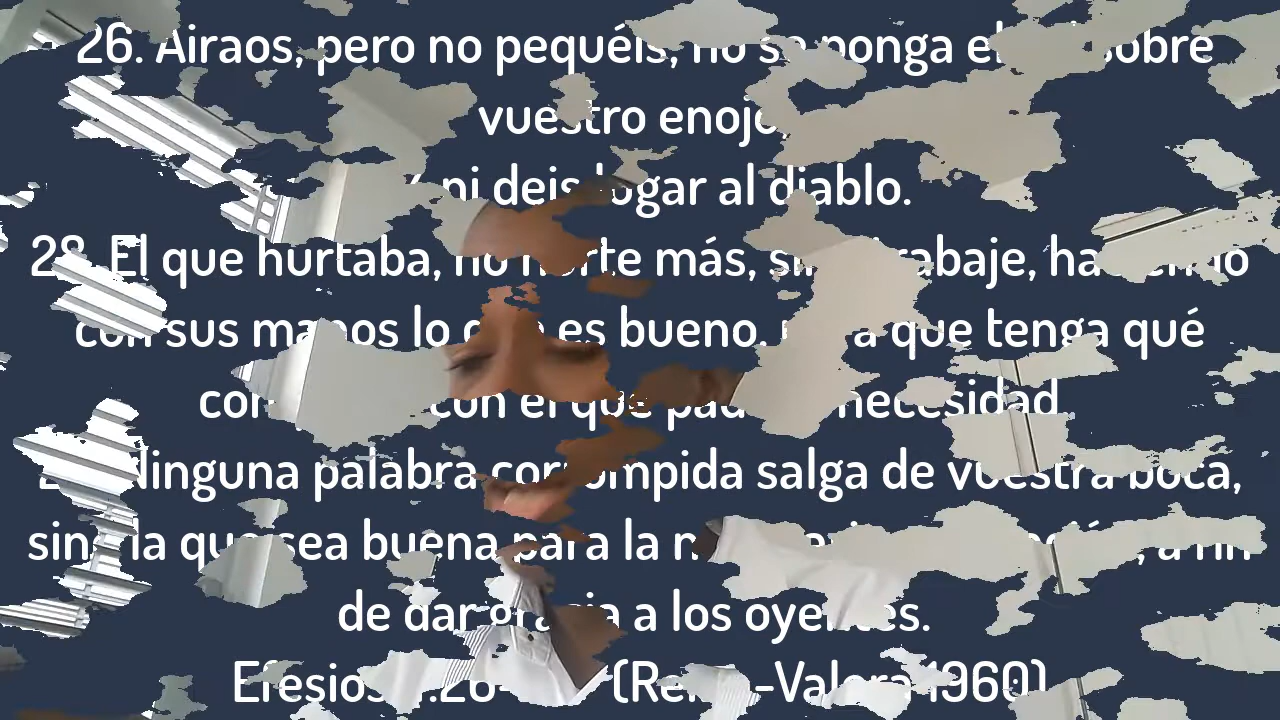 26. Airaos, pero no pequéis, no se ponga el sobre
vuestro enojo,
ni deis lugar al diablo.
28. El que hurtaba, no hurte más, sino trabaje, haciendo
con sus manos lo que es bueno, para que tenga qué
con el que necesidad.
Ninguna palabra corrompida salga de vuestra boca,
sino la que sea buena para la
de dar gracia a los oyentes.
Efesios (Reina-Valera 1960)